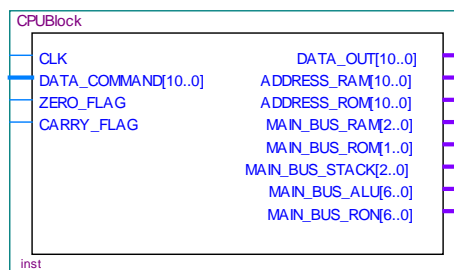 CPUBlock
CLK
DATA_COMMAND[10..0]
ZERO_FLAG
CARRY_FLAG
DATA_OUT[10..0]
ADDRESS_RAM[10..0]
ADDRESS_ROM[10..0]
MAIN_BUS_RAM[2..0]
MAIN_BUS_ROM[1..0]
MAIN_BUS_STACK[2..0]
MAIN_BUS_ALU[6..0]
MAIN_BUS_RON[6..0]
inst